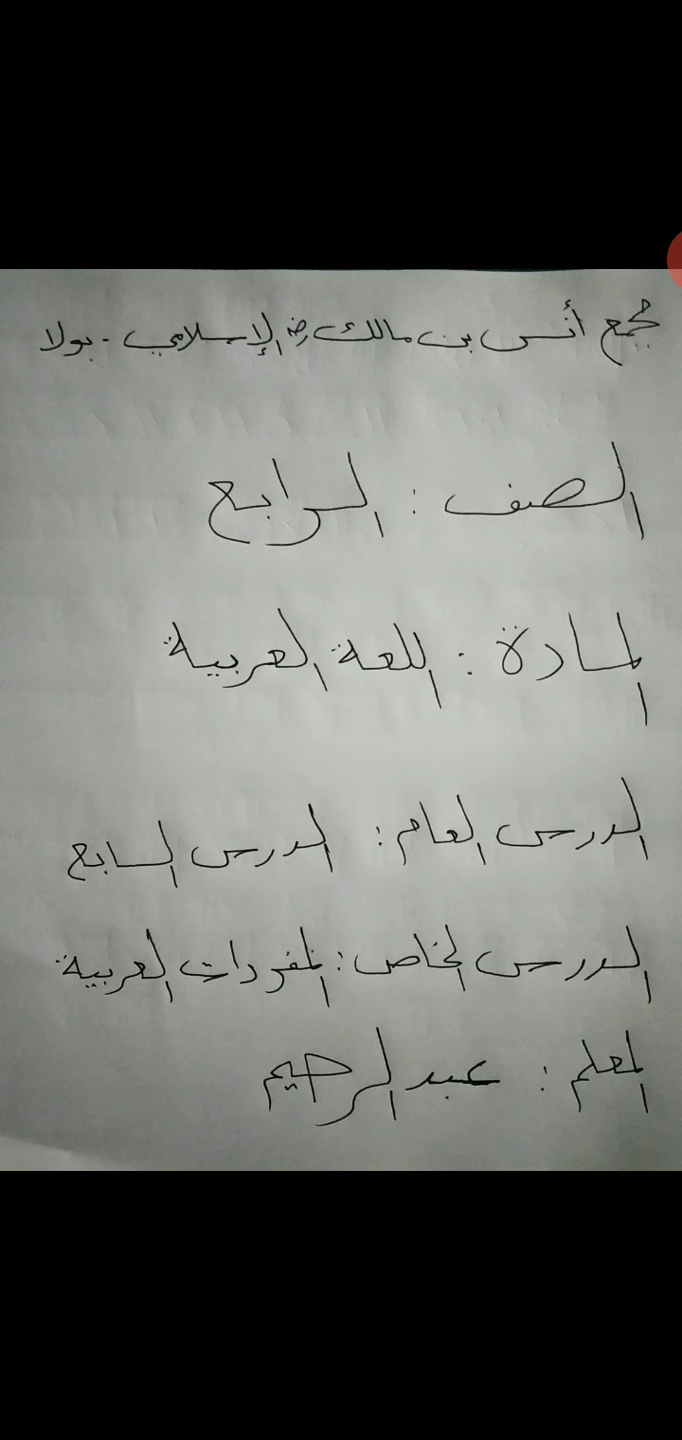 مجمع أنس بن مالك رضـ الإسلامي - بولا
الصف : الرابع
المادة : اللغة العربية
الدرس العام : الدرس السابع
الدرس الخاص : المفردات العربية
المعلم : عبد الرحيم